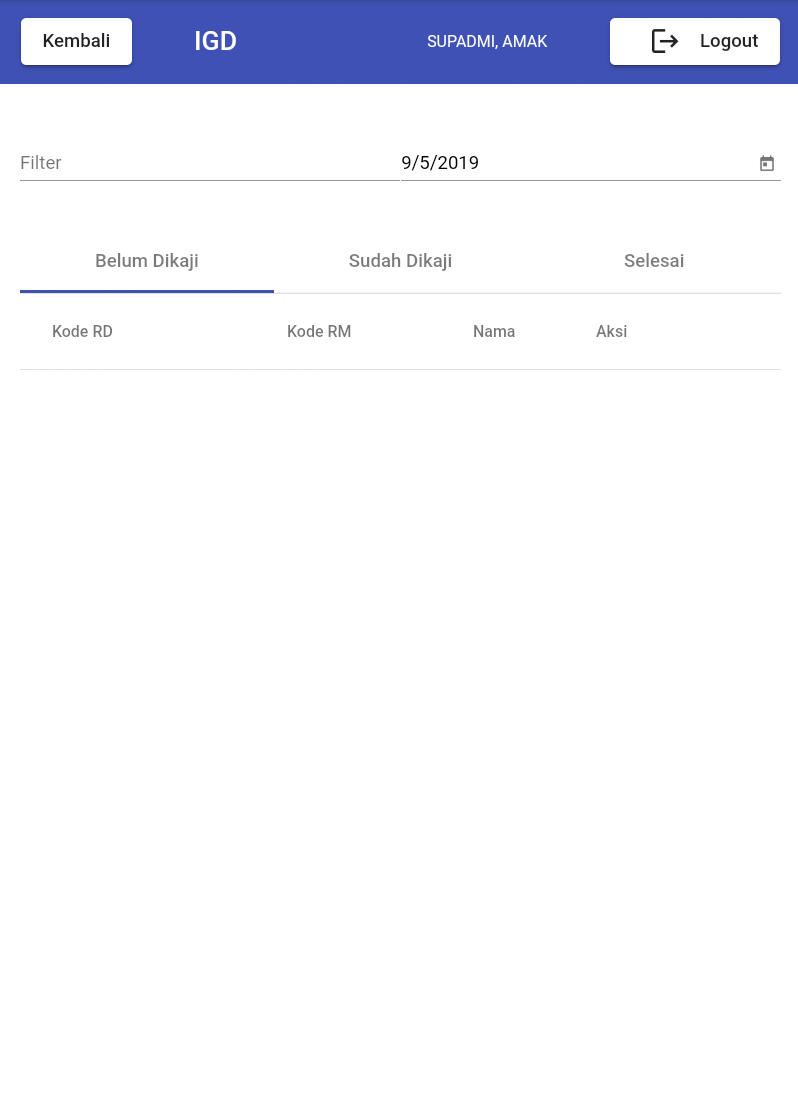 Kembali IGD SUPADMI, AMAK Logout
Filter 9/5/2019
Belum Dikaji Sudah Dikaji Selesai
Kode RD Kode RM Nama Aksi